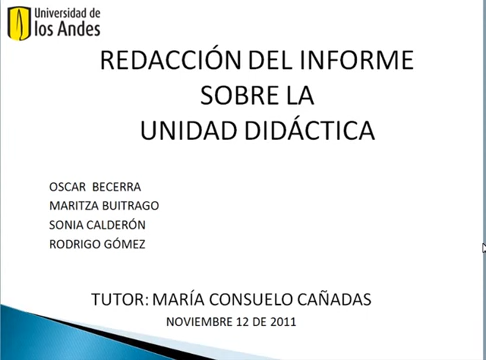 Universidad de
los Andes
REDACCIÓN DEL INFORME
SOBRE LA
UNIDAD DIDÁCTICA
OSCAR BECERRA
MARITZA BUITRAGO
SONIA CALDERÓN
RODRIGO GÓMEZ
TUTOR: MARÍA CONSUELO CAÑADAS
NOVIEMBRE 12 DE 2011